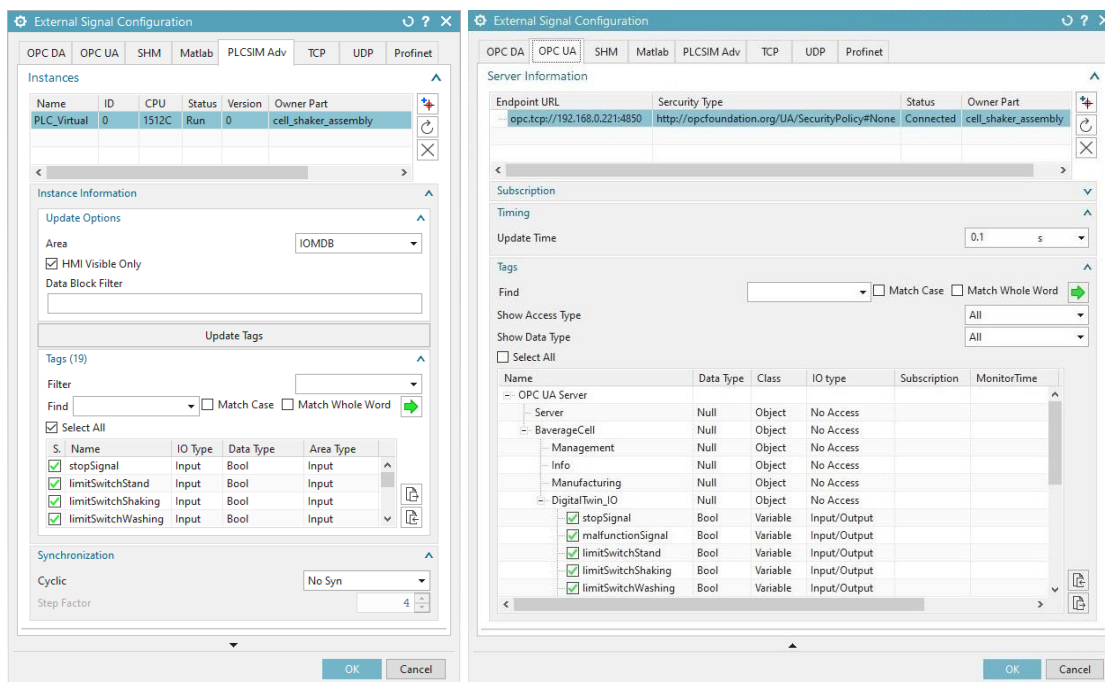 External Signal Configuration
OPC DA OPC UA SHM Matlab PLCSIM Adv TCP UDP Profinet
Instances
Name ID CPU Status Version Owner Part
PLC_Virtual 0 1512C Run 0 cell_shaker_assembly
Instance Information
Update Options
Area IOMDB
HMI Visible Only
Data Block Filter
Update Tags
Tags (19)
Filter
Find Match Case Match Whole Word
Select All
S. Name IO Type Data Type Area Type
stopSignal Input Bool Input
limitSwitchStand Input Bool Input
limitSwitchShaking Input Bool Input
limitSwitchWashing Input Bool Input
Synchronization
Cyclic No Syn
Step Factor 4
OK Cancel
External Signal Configuration
OPC DA OPC UA SHM Matlab PLCSIM Adv TCP UDP Profinet
Server Information
Endpoint URL Sercurity Type Status Owner Part
opc.tcp://192.168.0.221:4850 http://opcfoundation.org/UA/SecurityPolicy#None Connected cell_shaker_assembly
Subscription
Timing
Update Time 0.1 s
Tags
Find Match Case Match Whole Word
Show Access Type All
Show Data Type All
Select All
Name Data Type Class IO type Subscription MonitorTime
OPC UA Server
Server Null Object No Access
BaverageCell Null Object No Access
Management Null Object No Access
Info Null Object No Access
Manufacturing Null Object No Access
DigitalTwin_IO Null Object No Access
stopSignal Bool Variable Input/Output
malfunctionSignal Bool Variable Input/Output
limitSwitchStand Bool Variable Input/Output
limitSwitchShaking Bool Variable Input/Output
limitSwitchWashing Bool Variable Input/Output
OK Cancel